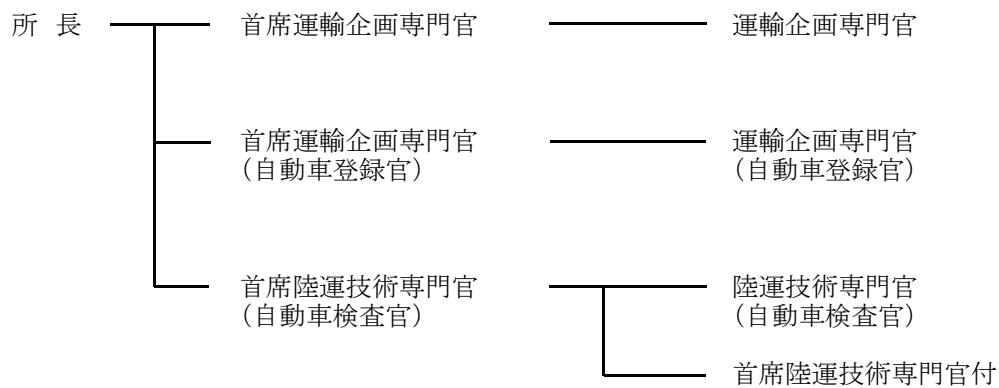 所 長
首席運輸企画専門官
運輸企画専門官
首席運輸企画専門官
（自動車登録官）
運輸企画専門官
（自動車登録官）
首席陸運技術専門官
（自動車検査官）
陸運技術専門官
（自動車検査官）
首席陸運技術専門官付